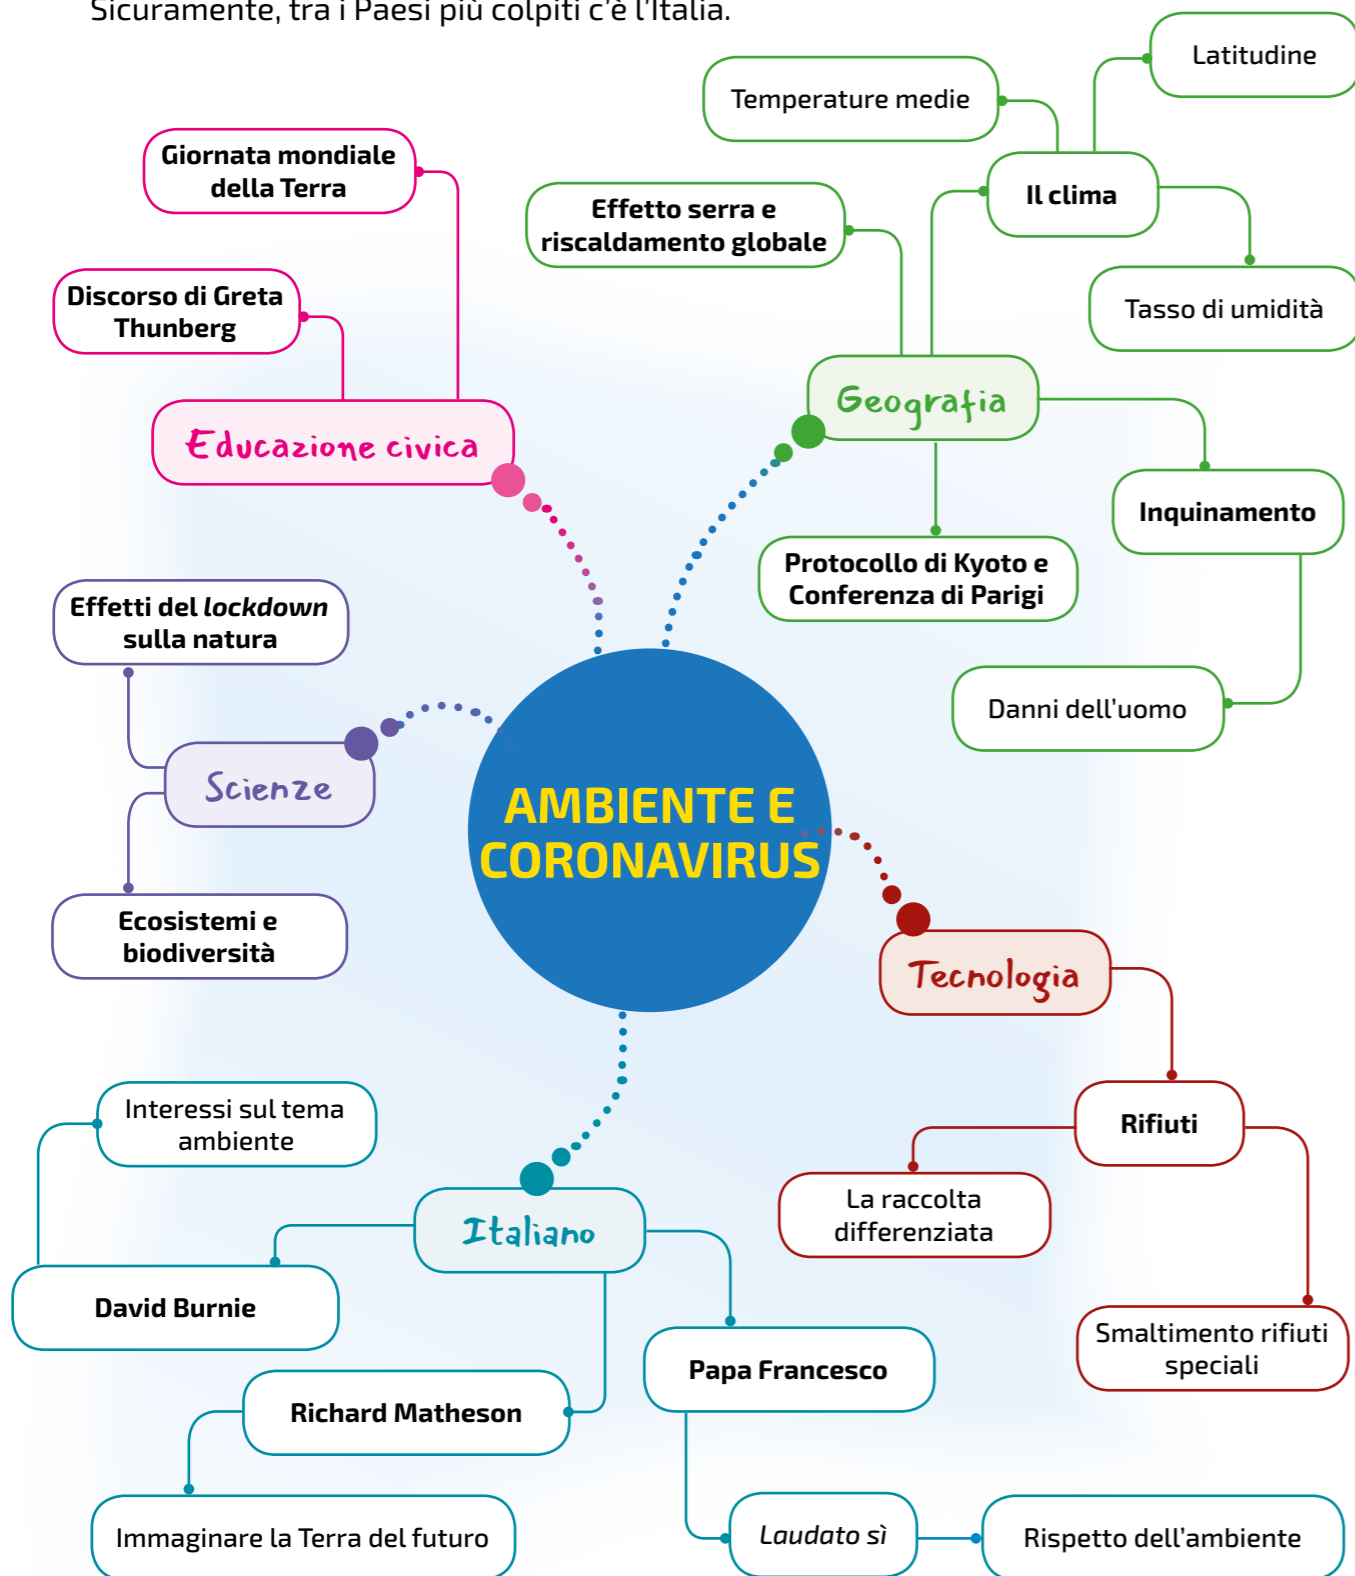 Sicuramente, tra i Paesi più colpiti c'è l'Italia.
Latitudine
Temperature medie
Il clima
Tasso di umidità
Effetto serra e
riscaldamento globale
Geografia
Inquinamento
Danni dell'uomo
Protocollo di Kyoto e
Conferenza di Parigi
Giornata mondiale
della Terra
Discorso di Greta
Thunberg
Educazione civica
Effetti del lockdown
sulla natura
Scienze
Ecosistemi e
biodiversità
AMBIENTE E
CORONAVIRUS
Tecnologia
Rifiuti
La raccolta
differenziata
Smaltimento rifiuti
speciali
Italiano
Interessi sul tema
ambiente
David Burnie
Richard Matheson
Immaginare la Terra del futuro
Papa Francesco
Laudato sì
Rispetto dell'ambiente